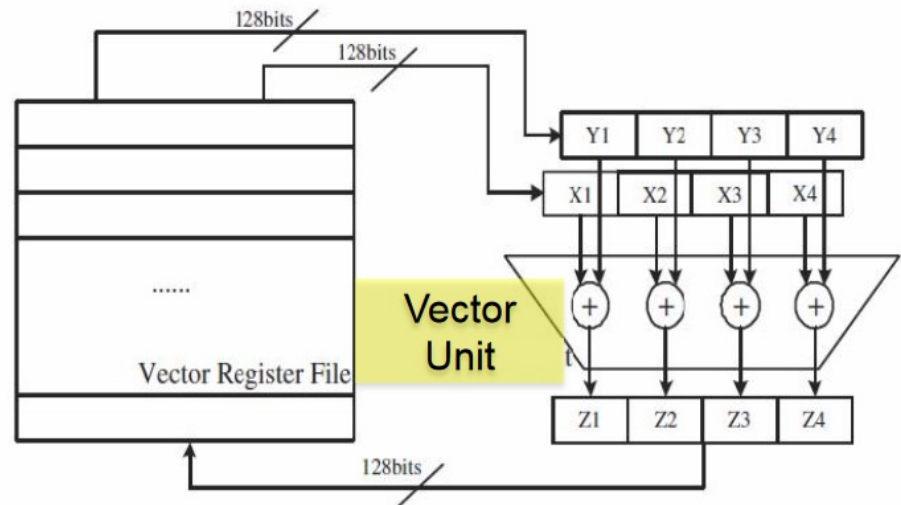 128bits
128bits
Y1 Y2 Y3 Y4
X1 X2 X3 X4
......
Vector
Unit
+ + + +
t
Vector Register File
Z1 Z2 Z3 Z4
128bits